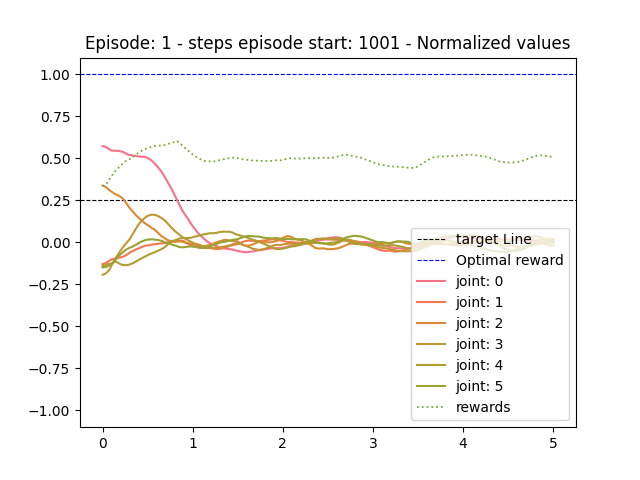 Episode: 1 - steps episode start: 1001 - Normalized values
1.00
0.75
0.50
0.25
0.00
−0.25
−0.50
−0.75
−1.00
target Line
Optimal reward
joint: 0
joint: 1
joint: 2
joint: 3
joint: 4
joint: 5
rewards
0 1 2 3 4 5